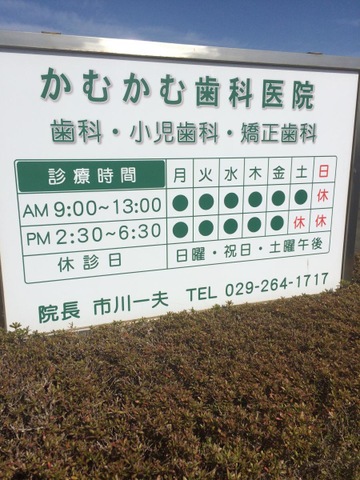 かむかむ歯科医院
歯科・小児歯科・矯正歯科
診療時間 月 火 水 木 金 土 日
AM 9:00~13:00 ● ● ● ● ● ● 休
PM 2:30~6:30 ● ● ● ● ● 休 休
休診日 日曜・祝日・土曜午後
院長 市川一夫 TEL 029-264-1717